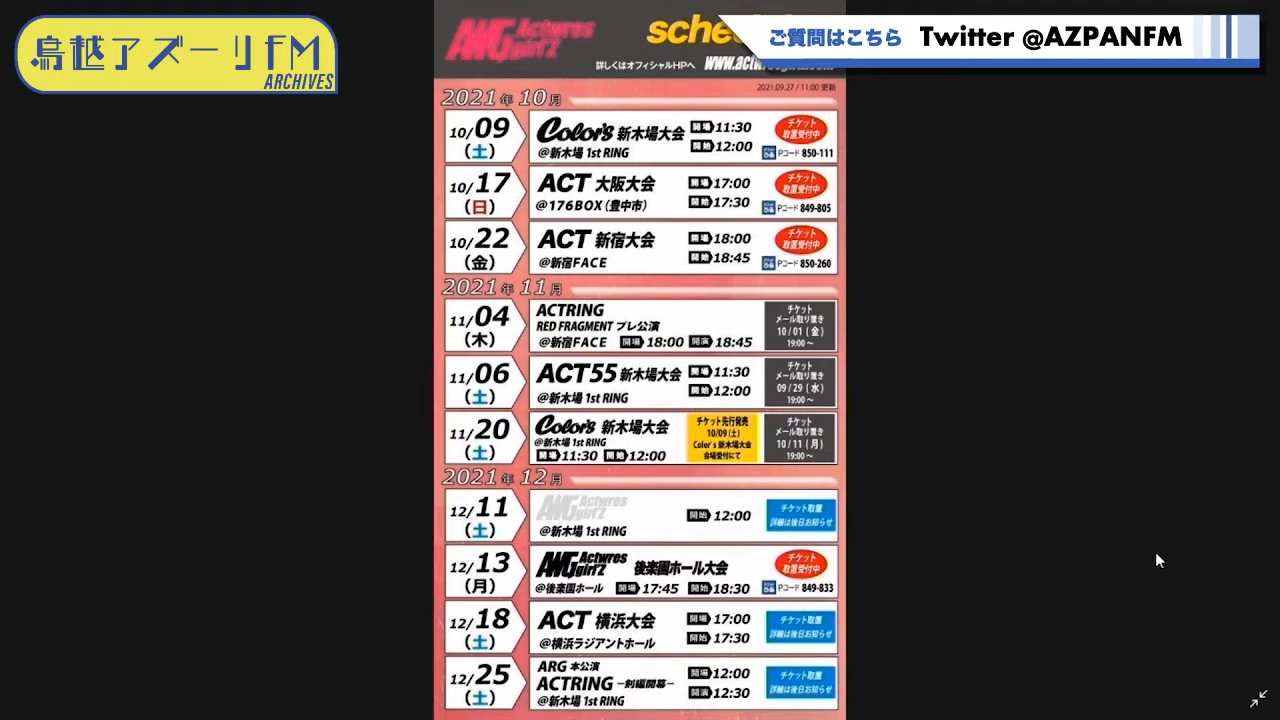 鳥越アズーリFM
ARCHIVES
ご質問はこちら Twitter @AZPANFM
AWG Actwres girl'Z
詳しくはオフィシャルHPへ
2021.09.27 / 11:00 更新
2021年10月
10/09 (土)
Color's 新木場大会
@新木場 1st RING
開場 11:30
開始 12:00
チケット 取置受付中
Pコード 850-111
10/17 (日)
ACT 大阪大会
@176BOX (豊中市)
開場 17:00
開始 17:30
チケット 取置受付中
Pコード 849-805
10/22 (金)
ACT 新宿大会
@新宿FACE
開場 18:00
開始 18:45
チケット 取置受付中
Pコード 850-260
2021年11月
11/04 (木)
ACTRING
RED FRAGMENT プレ公演
@新宿FACE 開場 18:00 開演 18:45
チケット
メール取り置き
10/01 (金)
19:00~
11/06 (土)
ACT55 新木場大会
@新木場 1st RING
開場 11:30
開始 12:00
チケット
メール取り置き
09/29 (水)
19:00~
11/20 (土)
Color's 新木場大会
@新木場 1st RING
開場 11:30 開始 12:00
チケット先行発売
10/09 (土)
Color's 新木場大会
会場受付にて
チケット
メール取り置き
10/11 (月)
19:00~
2021年12月
12/11 (土)
AWG Actwres girl'Z
@新木場 1st RING
開始 12:00
チケット取置
詳細は後日お知らせ
12/13 (月)
AWG Actwres girl'Z 後楽園ホール大会
@後楽園ホール 開場 17:45 開始 18:30
チケット 取置受付中
Pコード 849-833
12/18 (土)
ACT 横浜大会
@横浜ラジアントホール
開場 17:00
開始 17:30
チケット取置
詳細は後日お知らせ
12/25 (土)
ARG 本公演
ACTRING -剣編開幕-
@新木場 1st RING
開場 12:00
開演 12:30
チケット取置
詳細は後日お知らせ